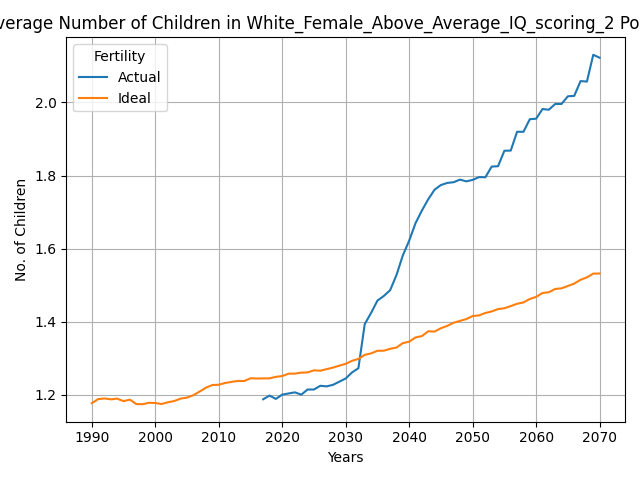 verage Number of Children in White_Female_Above_Average_IQ_scoring_2 Po
Fertility
Actual
Ideal
No. of Children
2.0
1.8
1.6
1.4
1.2
1990 2000 2010 2020 2030 2040 2050 2060 2070
Years